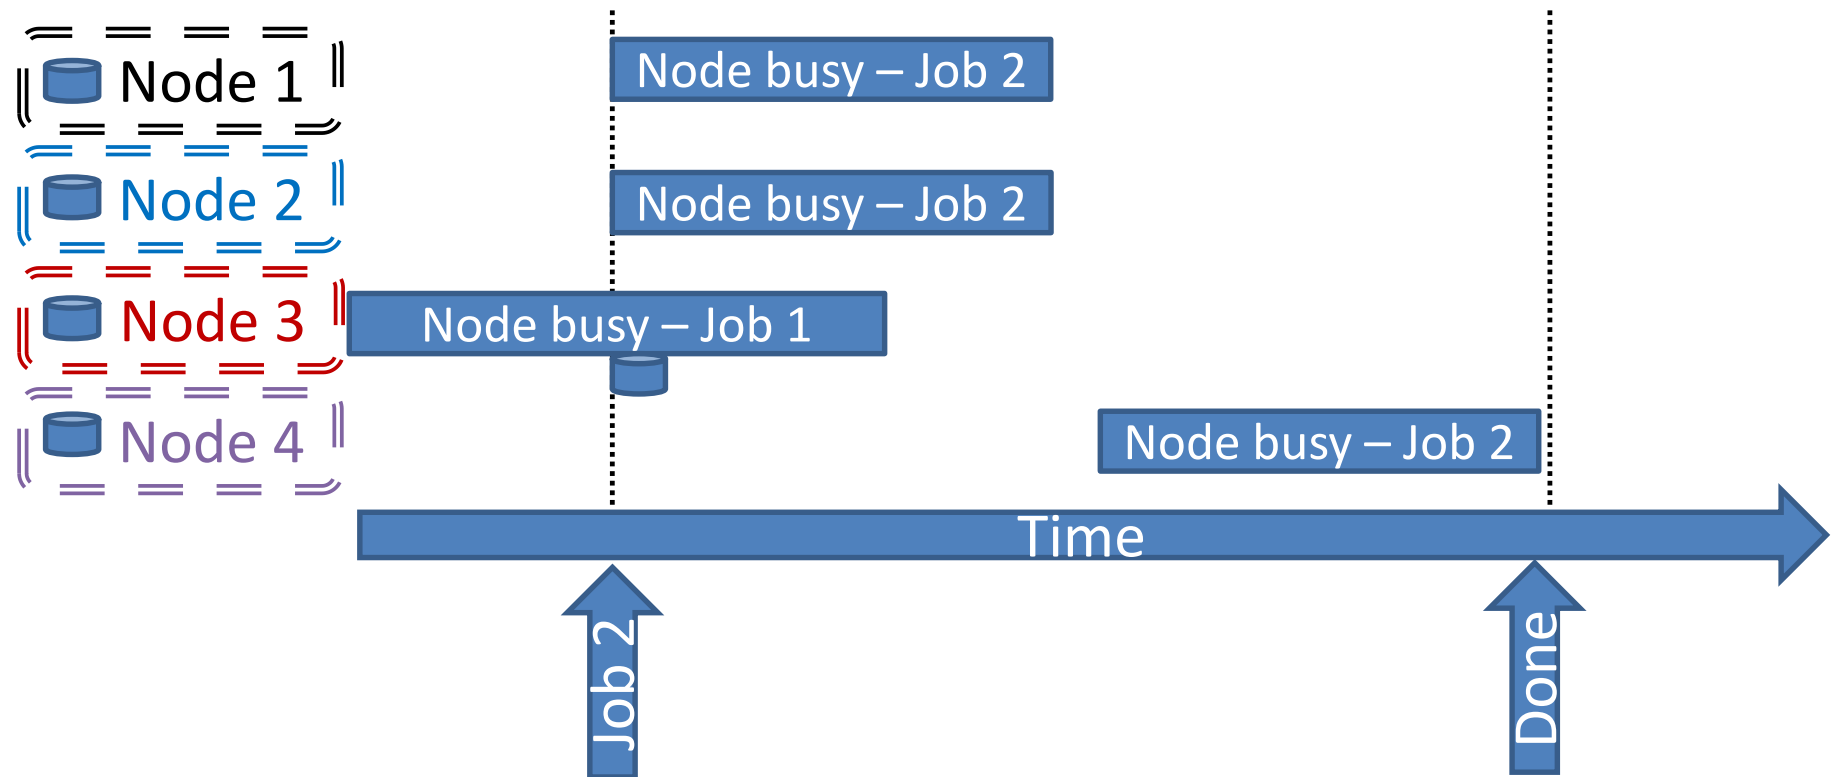 Node 1
Node busy – Job 2
Node 2
Node busy – Job 2
Node 3
Node busy – Job 1
Node 4
Node busy – Job 2
Time
Job 2
Done